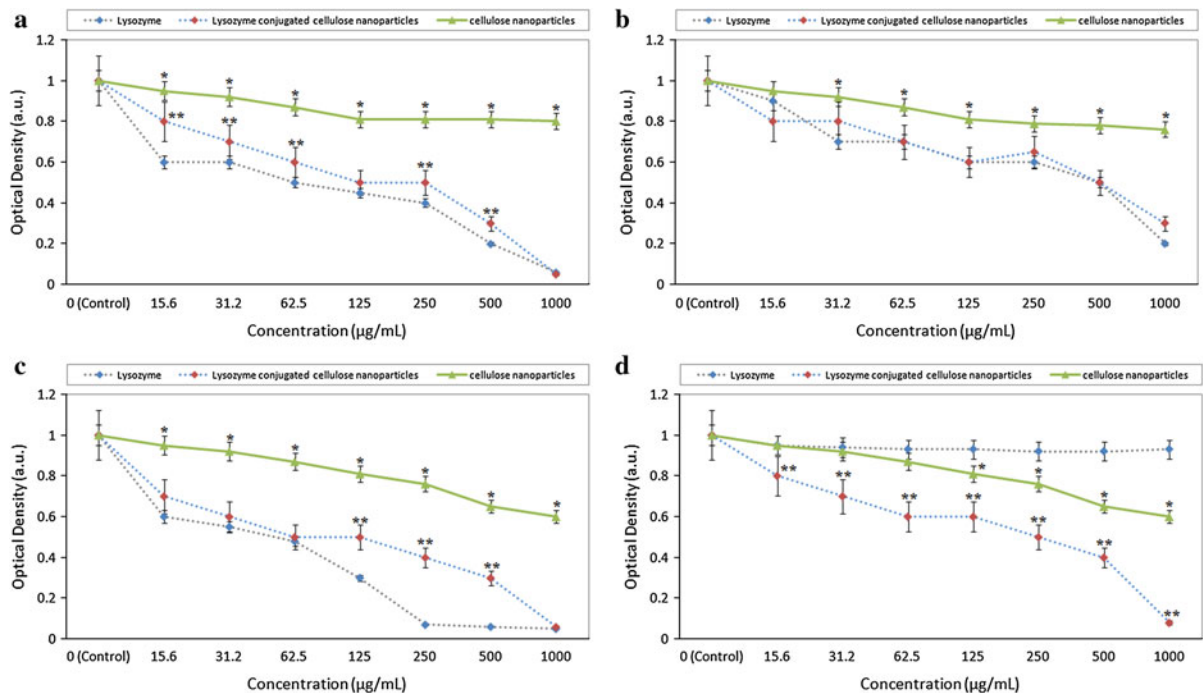 a
Lysozyme Lysozyme conjugated cellulose nanoparticles cellulose nanoparticles
Optical Density (a.u.)
1.2
1
0.8
0.6
0.4
0.2
0
* * * * * * *
** ** ** ** **
0 (Control) 15.6 31.2 62.5 125 250 500 1000
Concentration (µg/mL)
b
Lysozyme Lysozyme conjugated cellulose nanoparticles cellulose nanoparticles
Optical Density (a.u.)
1.2
1
0.8
0.6
0.4
0.2
0
* * * * * *
0 (Control) 15.6 31.2 62.5 125 250 500 1000
Concentration (µg/mL)
c
Lysozyme Lysozyme conjugated cellulose nanoparticles cellulose nanoparticles
Optical Density (a.u.)
1.2
1
0.8
0.6
0.4
0.2
0
* * * * * * *
** ** **
0 (Control) 15.6 31.2 62.5 125 250 500 1000
Concentration (µg/mL)
d
Lysozyme Lysozyme conjugated cellulose nanoparticles cellulose nanoparticles
Optical Density (a.u.)
1.2
1
0.8
0.6
0.4
0.2
0
* * * *
** ** ** ** ** ** **
0 (Control) 15.6 31.2 62.5 125 250 500 1000
Concentration (µg/mL)